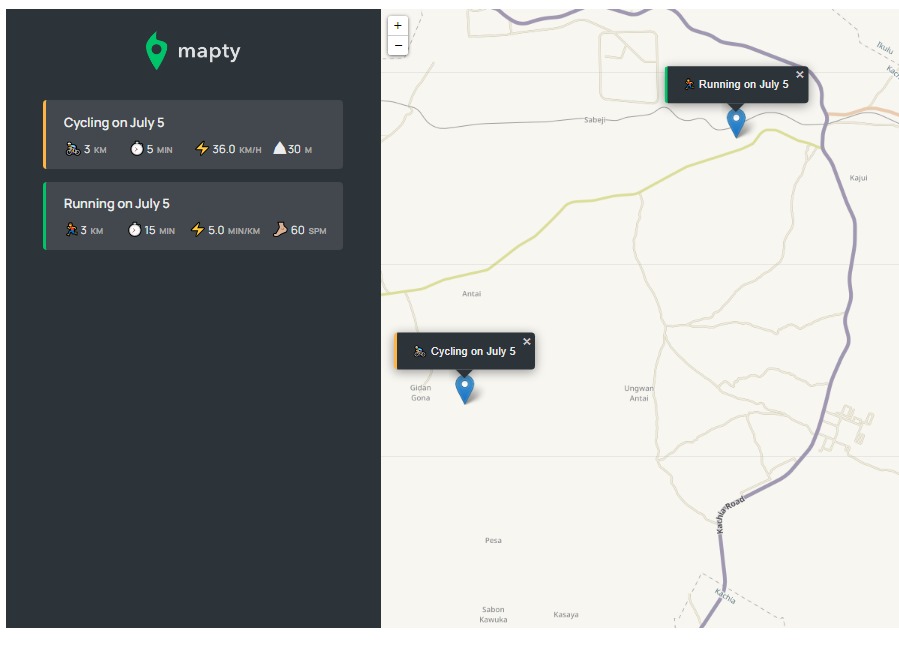 mapty
Cycling on July 5
3 KM 5 MIN 36.0 KM/H 30 M
Running on July 5
3 KM 15 MIN 5.0 MIN/KM 60 SPM
+
−
Ikulu
Running on July 5 ×
Sabeji
Kajui
Antai
Cycling on July 5 ×
Gidan
Gona
Ungwan
Antai
Kachia Road
Pesa
Kachia
Sabon
Kawuka
Kasaya